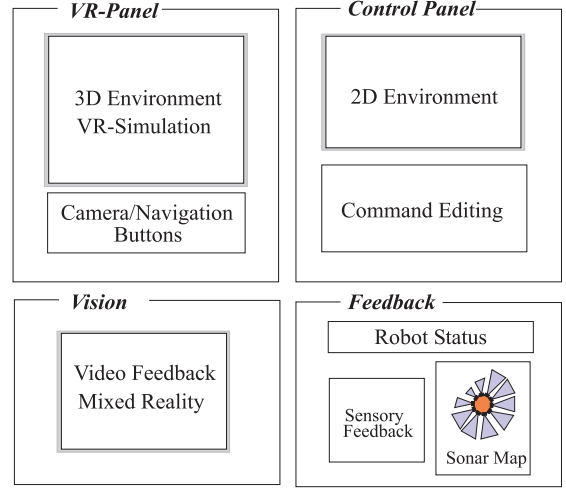 VR-Panel
3D Environment
VR-Simulation
Camera/Navigation
Buttons
Control Panel
2D Environment
Command Editing
Vision
Video Feedback
Mixed Reality
Feedback
Robot Status
Sensory
Feedback
Sonar Map